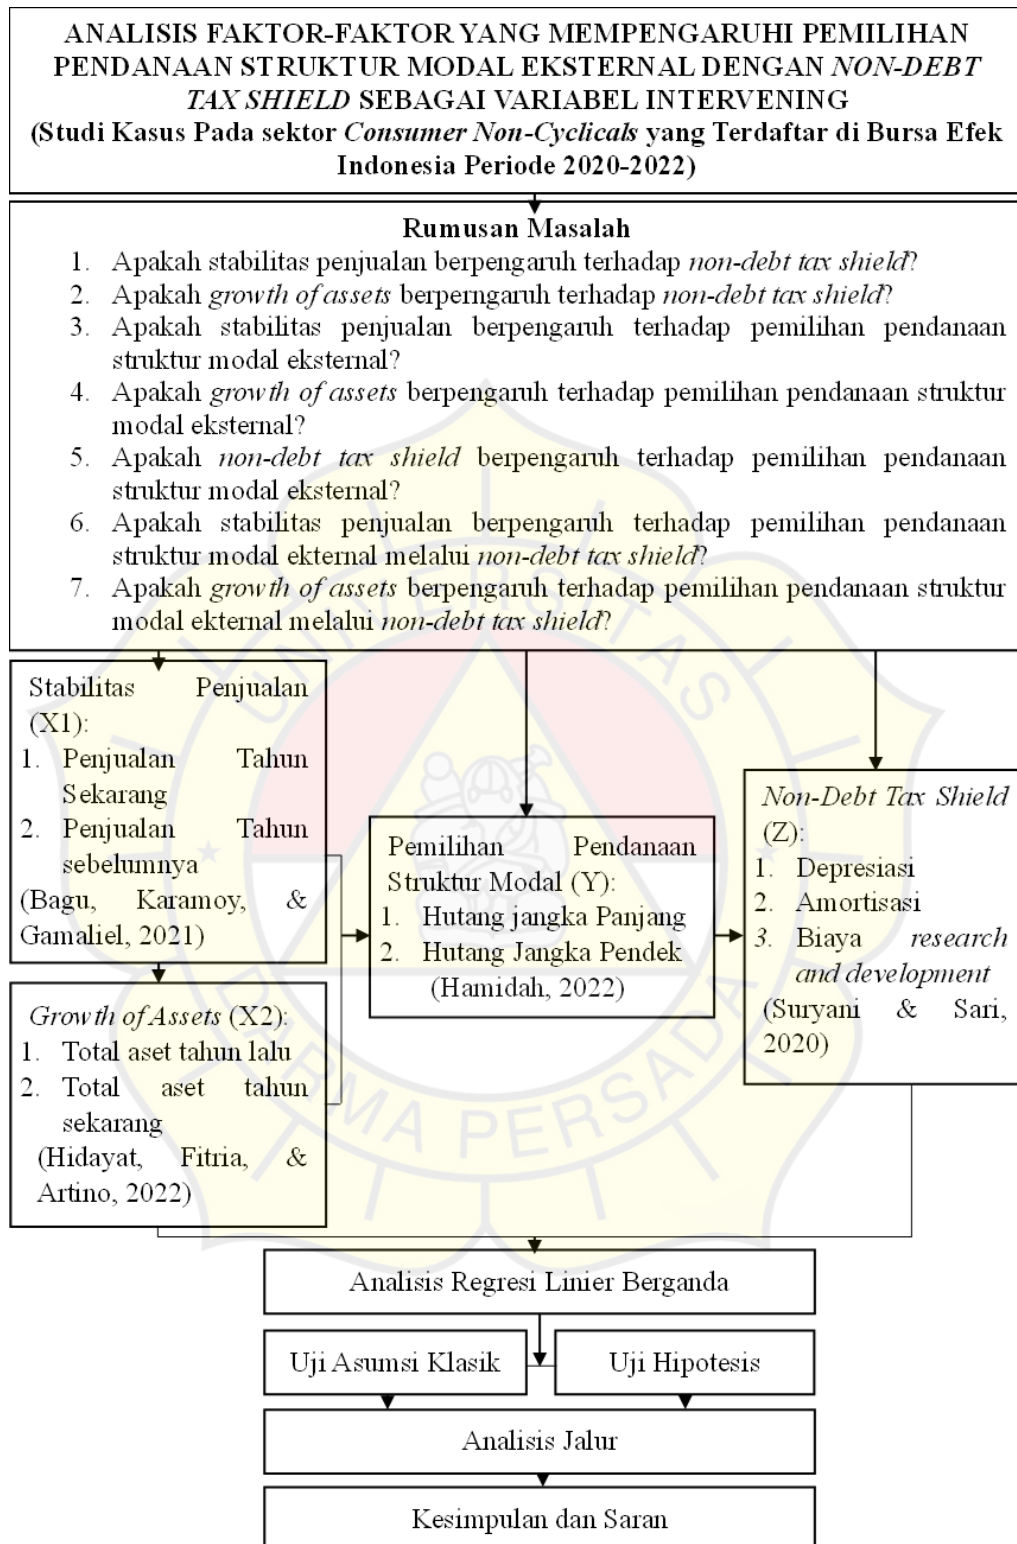 ANALISIS FAKTOR-FAKTOR YANG MEMPENGARUHI PEMILIHAN
PENDANAAN STRUKTUR MODAL EKSTERNAL DENGAN NON-DEBT
TAX SHIELD SEBAGAI VARIABEL INTERVENING
(Studi Kasus Pada sektor Consumer Non-Cyclicals yang Terdaftar di Bursa Efek
Indonesia Periode 2020-2022)
Rumusan Masalah
1. Apakah stabilitas penjualan berpengaruh terhadap non-debt tax shield?
2. Apakah growth of assets berperngaruh terhadap non-debt tax shield?
3. Apakah stabilitas penjualan berpengaruh terhadap pemilihan pendanaan
struktur modal eksternal?
4. Apakah growth of assets berpengaruh terhadap pemilihan pendanaan struktur
modal eksternal?
5. Apakah non-debt tax shield berpengaruh terhadap pemilihan pendanaan
struktur modal eksternal?
6. Apakah stabilitas penjualan berpengaruh terhadap pemilihan pendanaan
struktur modal ekternal melalui non-debt tax shield?
7. Apakah growth of assets berpengaruh terhadap pemilihan pendanaan struktur
modal ekternal melalui non-debt tax shield?
Stabilitas Penjualan
(X1):
1. Penjualan Tahun
Sekarang
2. Penjualan Tahun
sebelumnya
(Bagu, Karamoy, &
Gamaliel, 2021)
Growth of Assets (X2):
1. Total aset tahun lalu
2. Total aset tahun
sekarang
(Hidayat, Fitria, &
Artino, 2022)
Pemilihan Pendanaan
Struktur Modal (Y):
1. Hutang jangka Panjang
2. Hutang Jangka Pendek
(Hamidah, 2022)
Non-Debt Tax Shield
(Z):
1. Depresiasi
2. Amortisasi
3. Biaya research
and development
(Suryani & Sari,
2020)
Analisis Regresi Linier Berganda
Uji Asumsi Klasik
Uji Hipotesis
Analisis Jalur
Kesimpulan dan Saran
UNIVERSITAS
DARMA PERSADA